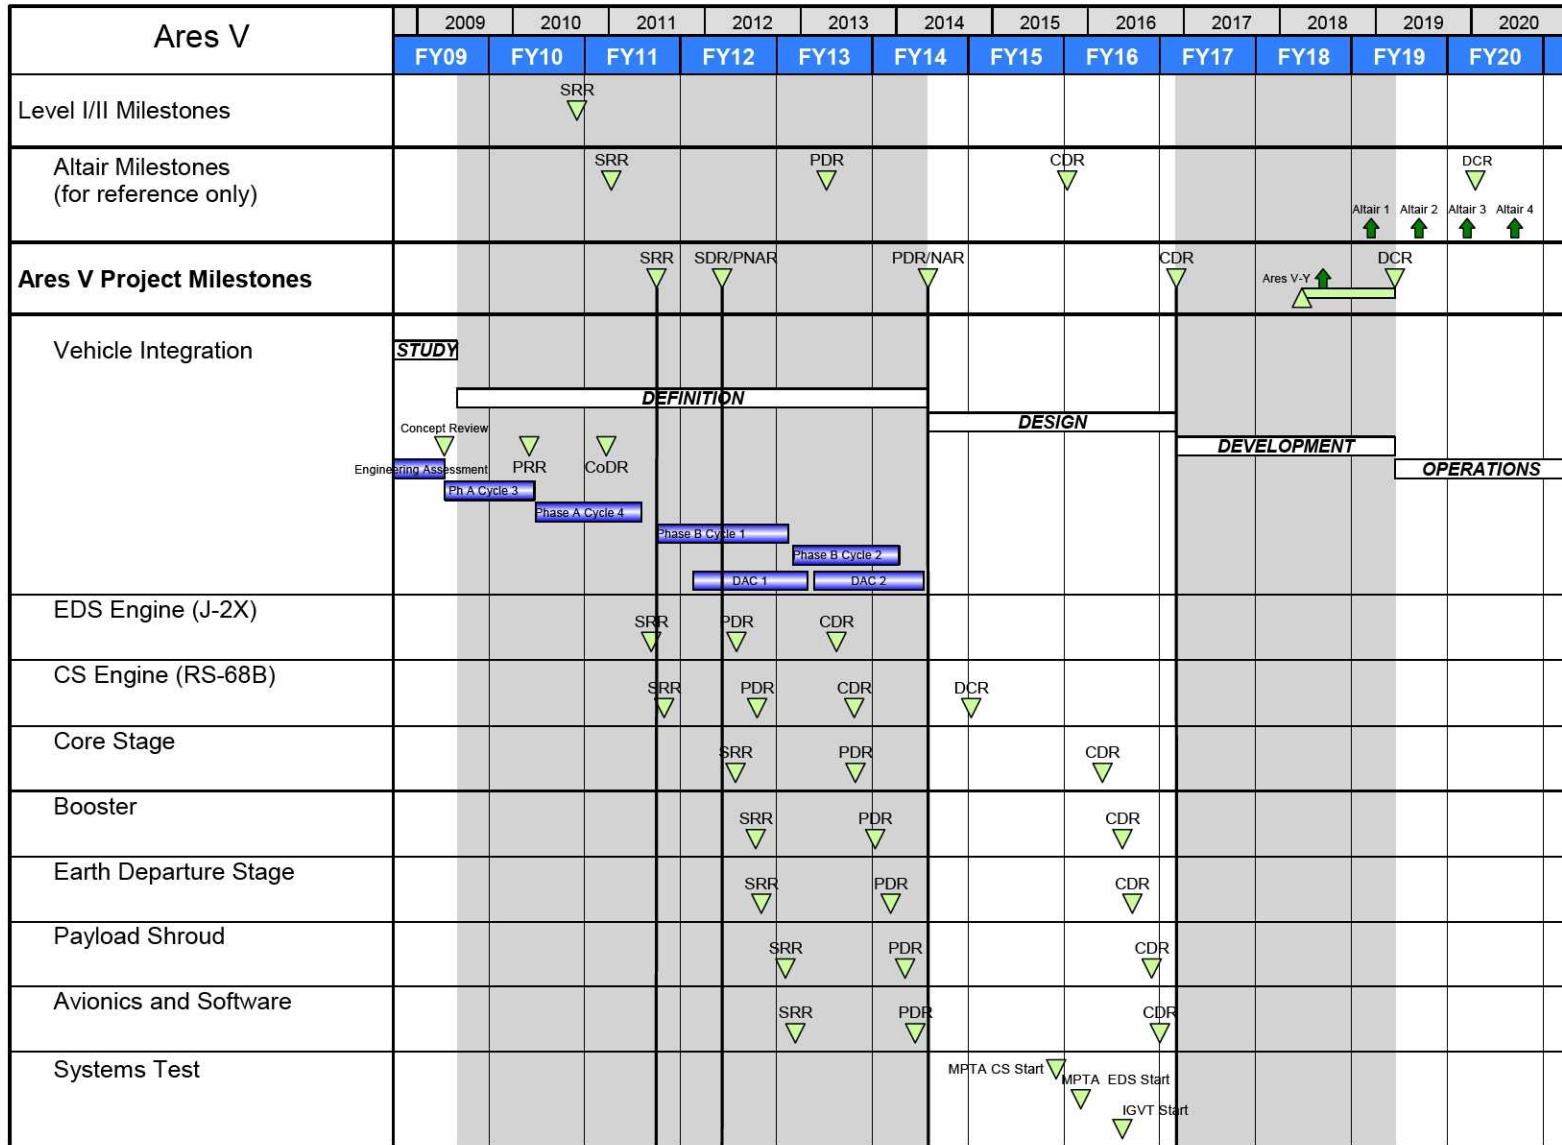 Ares V
2009 2010 2011 2012 2013 2014 2015 2016 2017 2018 2019 2020
FY09 FY10 FY11 FY12 FY13 FY14 FY15 FY16 FY17 FY18 FY19 FY20
SRR
Level I/II Milestones
Altair Milestones
(for reference only)
SRR PDR CDR DCR
Altair 1 Altair 2 Altair 3 Altair 4
Ares V Project Milestones
SRR SDR/PNAR PDR/NAR CDR DCR
Ares V-Y
Vehicle Integration
STUDY
DEFINITION
DESIGN
Concept Review
DEVELOPMENT
Engineering Assessment PRR CoDR
OPERATIONS
Ph A Cycle 3
Phase A Cycle 4
Phase B Cycle 1
Phase B Cycle 2
DAC 1 DAC 2
EDS Engine (J-2X)
SRR PDR CDR
CS Engine (RS-68B)
SRR PDR CDR DCR
Core Stage
SRR PDR CDR
Booster
SRR PDR CDR
Earth Departure Stage
SRR PDR CDR
Payload Shroud
SRR PDR CDR
Avionics and Software
SRR PDR CDR
Systems Test
MPTA CS Start
MPTA EDS Start
IGVT Start